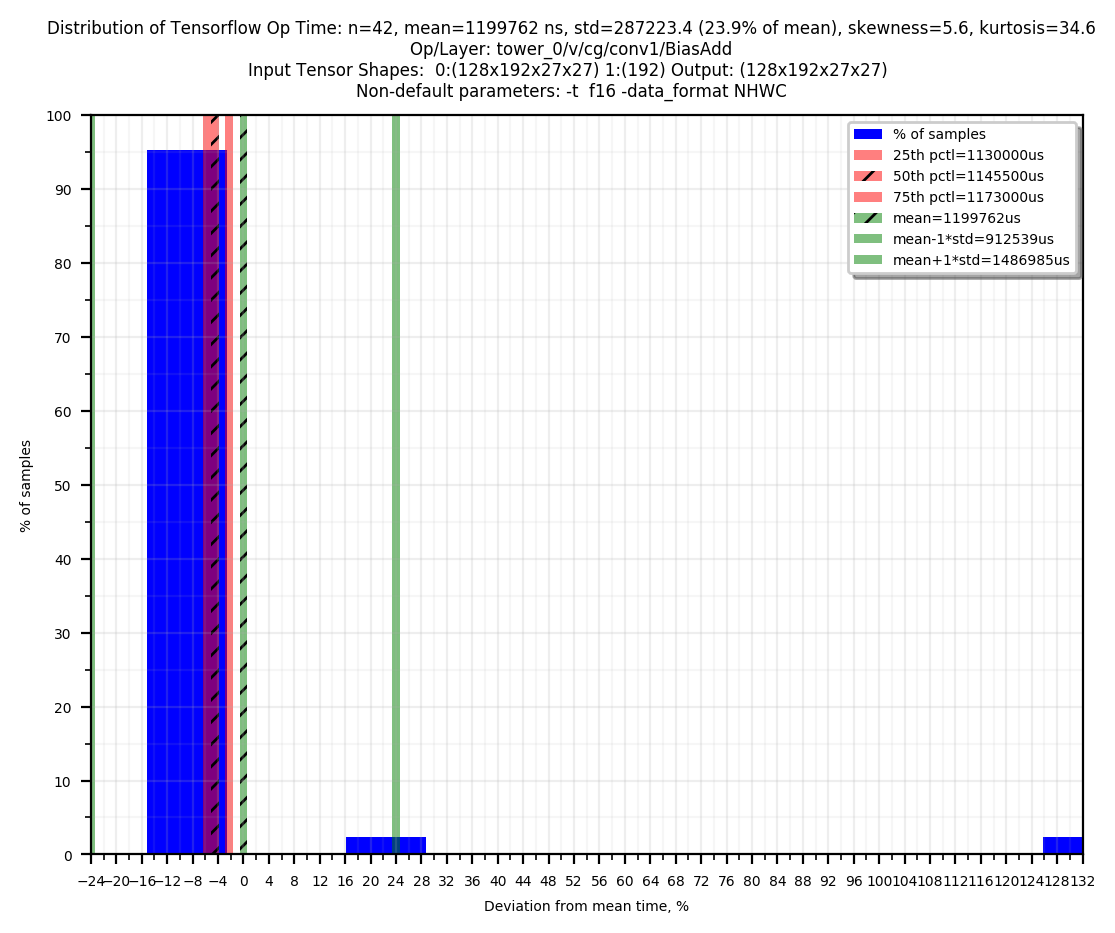 Distribution of Tensorflow Op Time: n=42, mean=1199762 ns, std=287223.4 (23.9% of mean), skewness=5.6, kurtosis=34.6
Op/Layer: tower_0/v/cg/conv1/BiasAdd
Input Tensor Shapes:  0:(128x192x27x27) 1:(192) Output: (128x192x27x27)
Non-default parameters: -t  f16 -data_format NHWC
100
90
80
70
60
50
40
30
20
10
0
% of samples
% of samples
25th pctl=1130000us
50th pctl=1145500us
75th pctl=1173000us
mean=1199762us
mean-1*std=912539us
mean+1*std=1486985us
−24 −20 −16 −12 −8 −4 0 4 8 12 16 20 24 28 32 36 40 44 48 52 56 60 64 68 72 76 80 84 88 92 96 100 104 108 112 116 120 124 128 132
Deviation from mean time, %